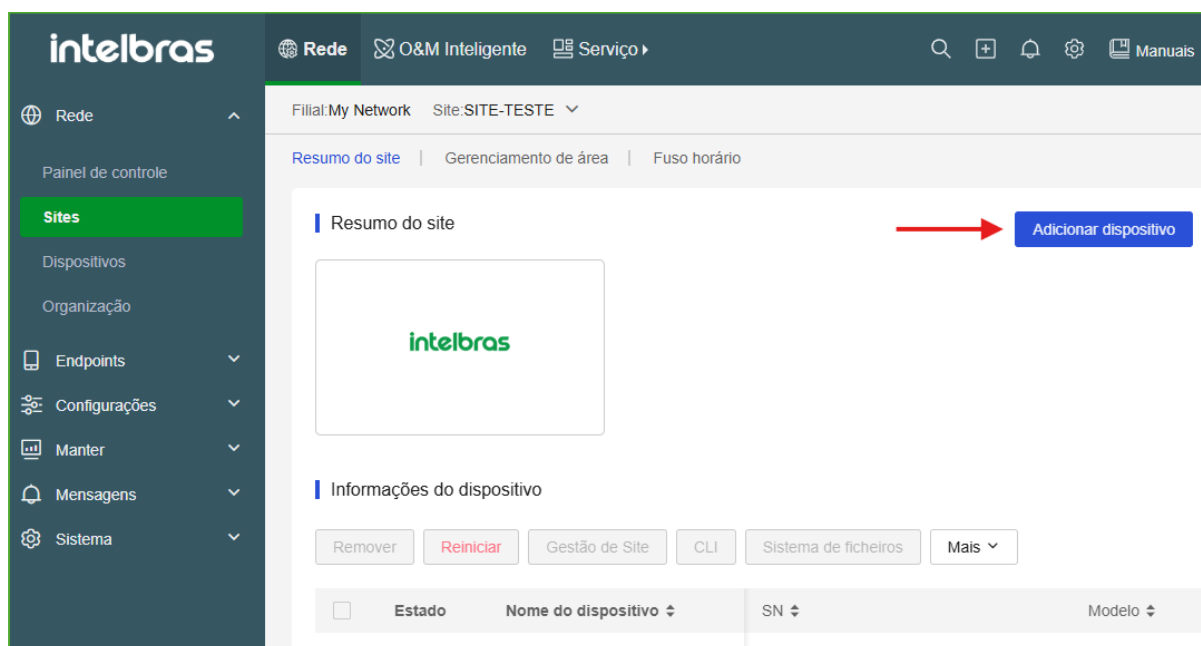 intelbras
Rede O&M Inteligente Serviço Manuais
Rede
Painel de controle
Sites
Dispositivos
Organização
Endpoints
Configurações
Manter
Mensagens
Sistema
Filial:My Network Site:SITE-TESTE
Resumo do site | Gerenciamento de área | Fuso horário
Resumo do site
Adicionar dispositivo
intelbras
Informações do dispositivo
Remover Reiniciar Gestão de Site CLI Sistema de ficheiros Mais
Estado Nome do dispositivo SN Modelo